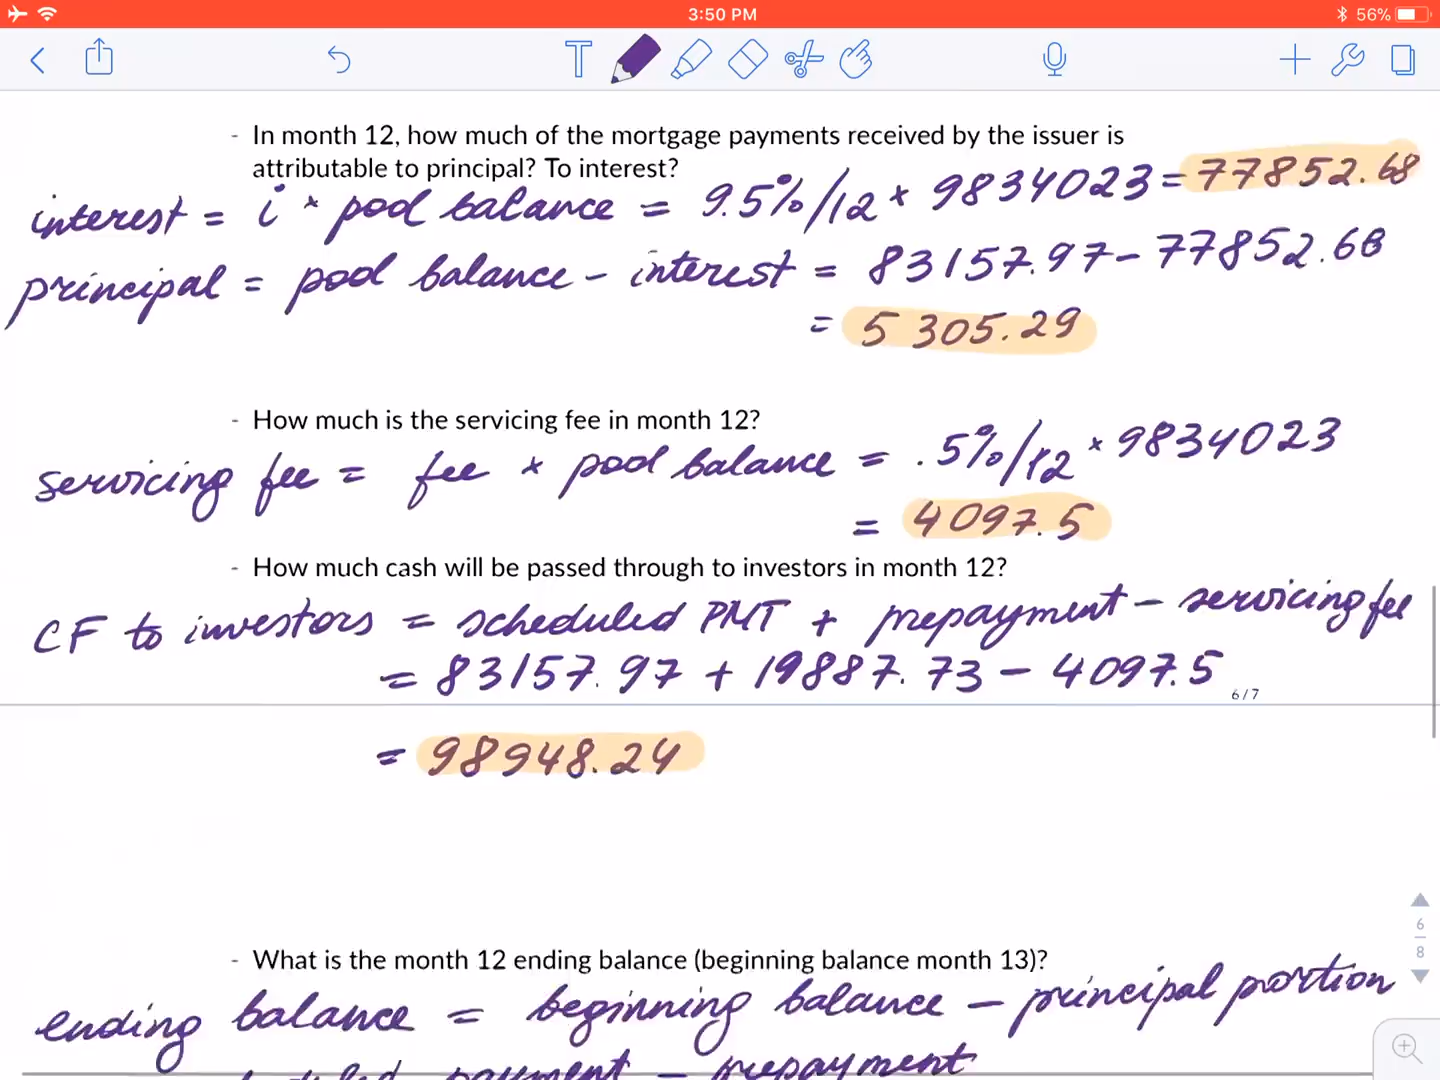 3:50 PM
56%
T
- In month 12, how much of the mortgage payments received by the issuer is
attributable to principal? To interest?
interest = i * pool balance = 9.5%/12 * 9834023 = 77852.68
principal = pool balance - interest = 83157.97 - 77852.68
= 5305.29
- How much is the servicing fee in month 12?
servicing fee = fee * pool balance = .5%/12 * 9834023
= 4097.5
- How much cash will be passed through to investors in month 12?
CF to investors = scheduled PMT + prepayment - servicing fee
= 83157.97 + 19887.73 - 4097.5
6/7
= 98948.24
6
8
- What is the month 12 ending balance (beginning balance month 13)?
ending balance = beginning balance - principal portion
payment - prepayment